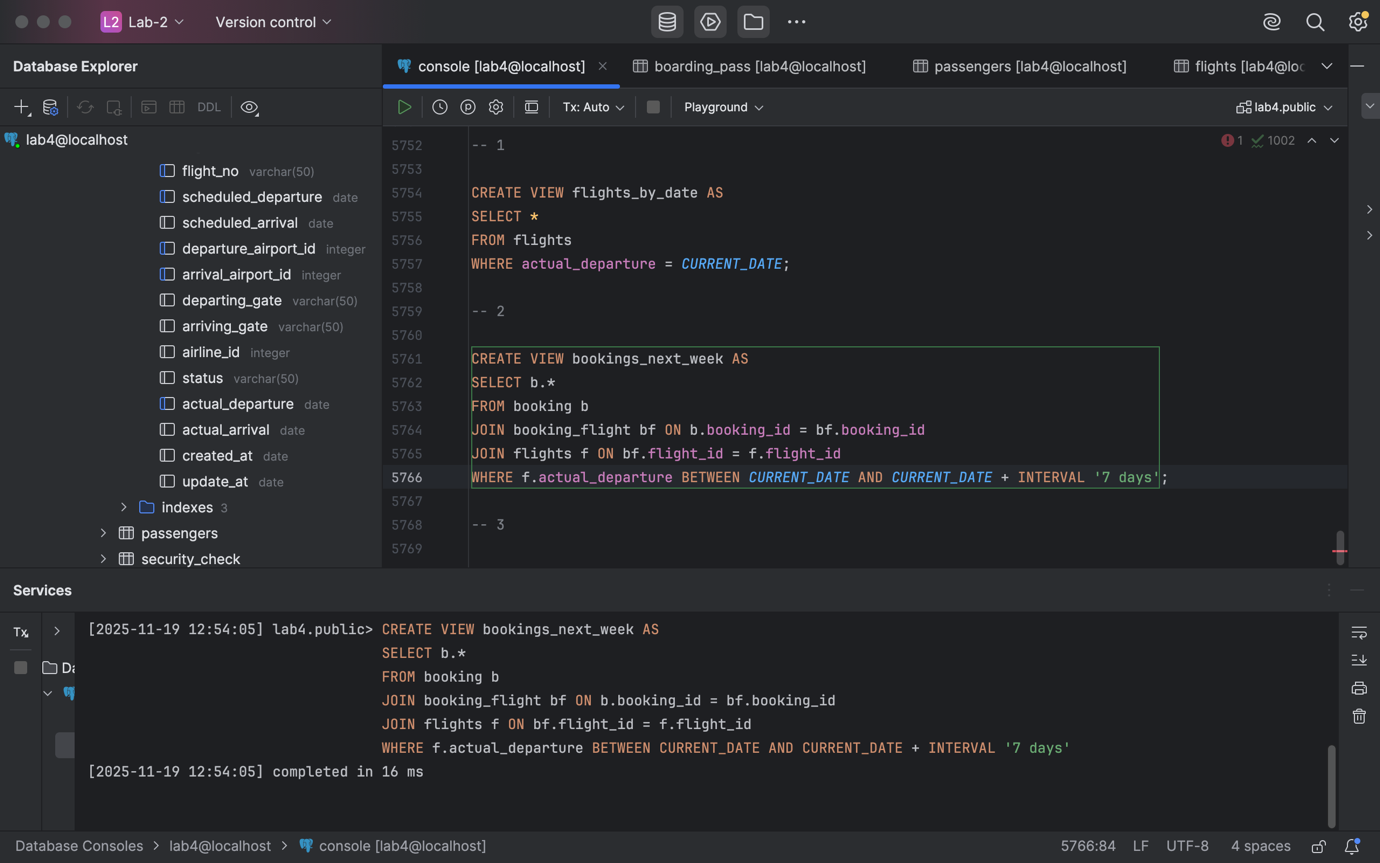 L2 Lab-2 Version control
Database Explorer
console [lab4@localhost]
boarding_pass [lab4@localhost]
passengers [lab4@localhost]
flights [lab4@loc
DDL
Tx: Auto
Playground
lab4.public
lab4@localhost
flight_no varchar(50)
scheduled_departure date
scheduled_arrival date
departure_airport_id integer
arrival_airport_id integer
departing_gate varchar(50)
arriving_gate varchar(50)
airline_id integer
status varchar(50)
actual_departure date
actual_arrival date
created_at date
update_at date
indexes 3
passengers
security_check
1 1002
5752 -- 1
5753
5754 CREATE VIEW flights_by_date AS
5755 SELECT *
5756 FROM flights
5757 WHERE actual_departure = CURRENT_DATE;
5758
5759 -- 2
5760
5761 CREATE VIEW bookings_next_week AS
5762 SELECT b.*
5763 FROM booking b
5764 JOIN booking_flight bf ON b.booking_id = bf.booking_id
5765 JOIN flights f ON bf.flight_id = f.flight_id
5766 WHERE f.actual_departure BETWEEN CURRENT_DATE AND CURRENT_DATE + INTERVAL '7 days';
5767
5768 -- 3
5769
Services
Tx
Da
[2025-11-19 12:54:05] lab4.public> CREATE VIEW bookings_next_week AS
SELECT b.*
FROM booking b
JOIN booking_flight bf ON b.booking_id = bf.booking_id
JOIN flights f ON bf.flight_id = f.flight_id
WHERE f.actual_departure BETWEEN CURRENT_DATE AND CURRENT_DATE + INTERVAL '7 days'
[2025-11-19 12:54:05] completed in 16 ms
Database Consoles > lab4@localhost > console [lab4@localhost]
5766:84 LF UTF-8 4 spaces